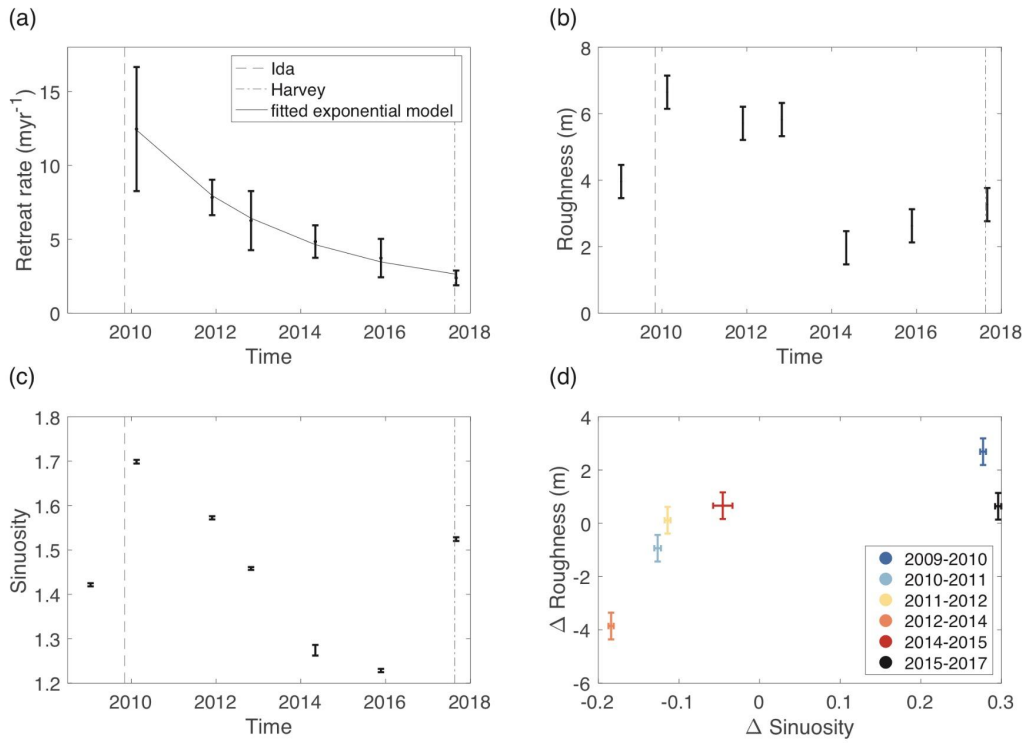 (a)
Retreat rate (myr-1)
15
10
5
0
2010 2012 2014 2016 2018
Time
Ida
Harvey
fitted exponential model
(b)
Roughness (m)
8
6
4
2
0
2010 2012 2014 2016 2018
Time
(c)
Sinuosity
1.8
1.7
1.6
1.5
1.4
1.3
1.2
2010 2012 2014 2016 2018
Time
(d)
Δ Roughness (m)
4
2
0
-2
-4
-6
-0.2 -0.1 0 0.1 0.2 0.3
Δ Sinuosity
2009-2010
2010-2011
2011-2012
2012-2014
2014-2015
2015-2017